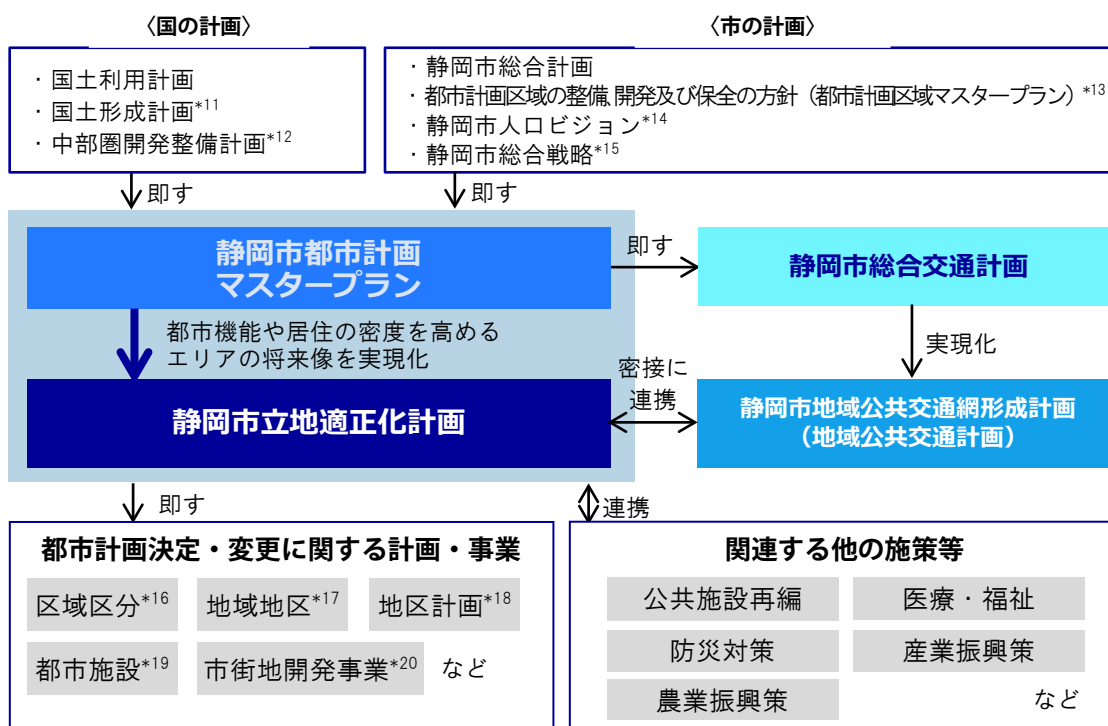 〈国の計画〉
・国土利用計画
・国土形成計画*11
・中部圏開発整備計画*12
〈市の計画〉
・静岡市総合計画
・都市計画区域の整備、開発及び保全の方針（都市計画区域マスタープラン）*13
・静岡市人口ビジョン*14
・静岡市総合戦略*15
即す
即す
静岡市都市計画
マスタープラン
即す
静岡市総合交通計画
都市機能や居住の密度を高める
エリアの将来像を実現化
実現化
静岡市立地適正化計画
密接に
連携
静岡市地域公共交通網形成計画
（地域公共交通計画）
即す
連携
都市計画決定・変更に関する計画・事業
区域区分*16
地域地区*17
地区計画*18
都市施設*19
市街地開発事業*20
など
関連する他の施策等
公共施設再編
医療・福祉
防災対策
産業振興策
農業振興策
など